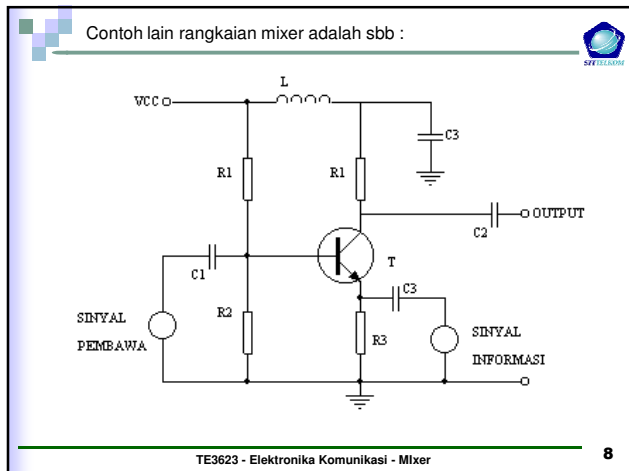 Contoh lain rangkaian mixer adalah sbb :
STTTELKOM
L
VCC
C3
R1
R1
OUTPUT
C2
C1
T
C3
R2
R3
SINYAL
PEMBAWA
SINYAL
INFORMASI
TE3623 - Elektronika Komunikasi - MIxer
8